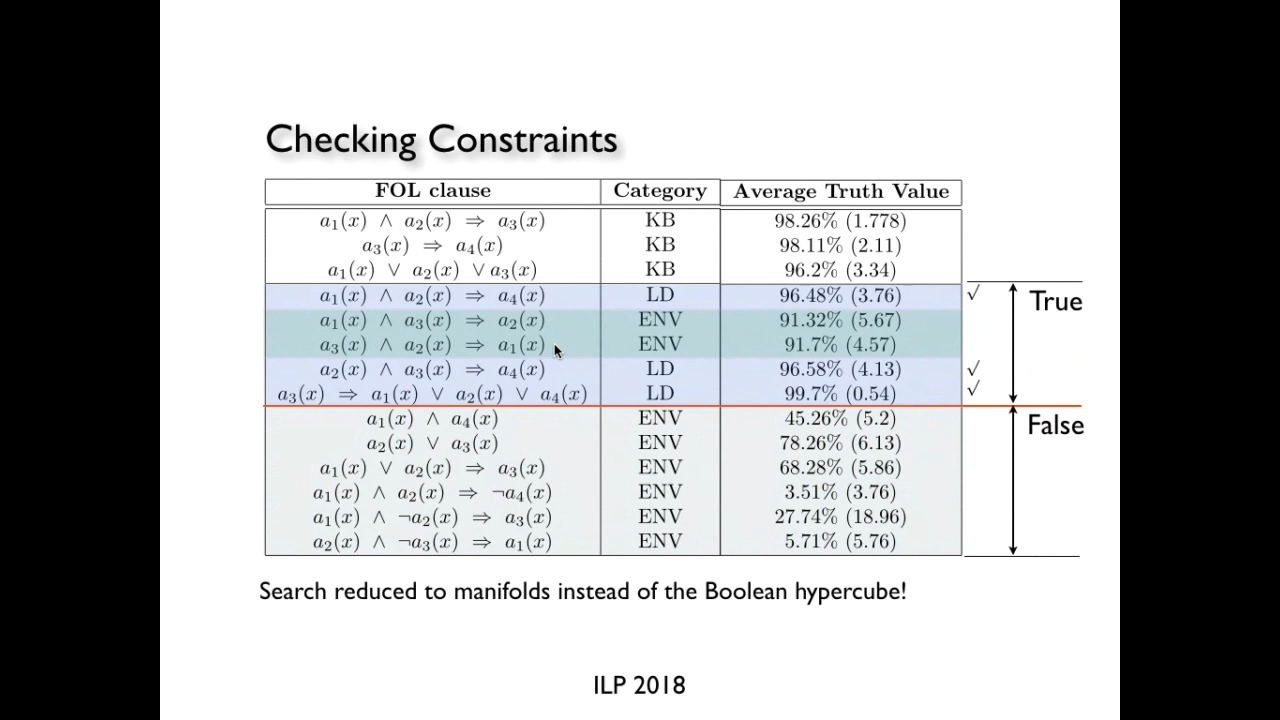 Checking Constraints
FOL clause Category Average Truth Value
a₁(x) ∧ a₂(x) ⇒ a₃(x) KB 98.26% (1.778)
a₃(x) ⇒ a₄(x) KB 98.11% (2.11)
a₁(x) ∨ a₂(x) ∨ a₃(x) KB 96.2% (3.34)
a₁(x) ∧ a₂(x) ⇒ a₄(x) LD 96.48% (3.76) √
True
a₁(x) ∧ a₃(x) ⇒ a₂(x) ENV 91.32% (5.67)
a₃(x) ∧ a₂(x) ⇒ a₁(x) ENV 91.7% (4.57)
a₂(x) ∧ a₃(x) ⇒ a₄(x) LD 96.58% (4.13) √
a₃(x) ⇒ a₁(x) ∨ a₂(x) ∨ a₄(x) LD 99.7% (0.54) √
a₁(x) ∧ a₄(x) ENV 45.26% (5.2)
False
a₂(x) ∨ a₃(x) ENV 78.26% (6.13)
a₁(x) ∨ a₂(x) ⇒ a₃(x) ENV 68.28% (5.86)
a₁(x) ∧ a₂(x) ⇒ ¬a₄(x) ENV 3.51% (3.76)
a₁(x) ∧ ¬a₂(x) ⇒ a₃(x) ENV 27.74% (18.96)
a₂(x) ∧ ¬a₃(x) ⇒ a₁(x) ENV 5.71% (5.76)
Search reduced to manifolds instead of the Boolean hypercube!
ILP 2018